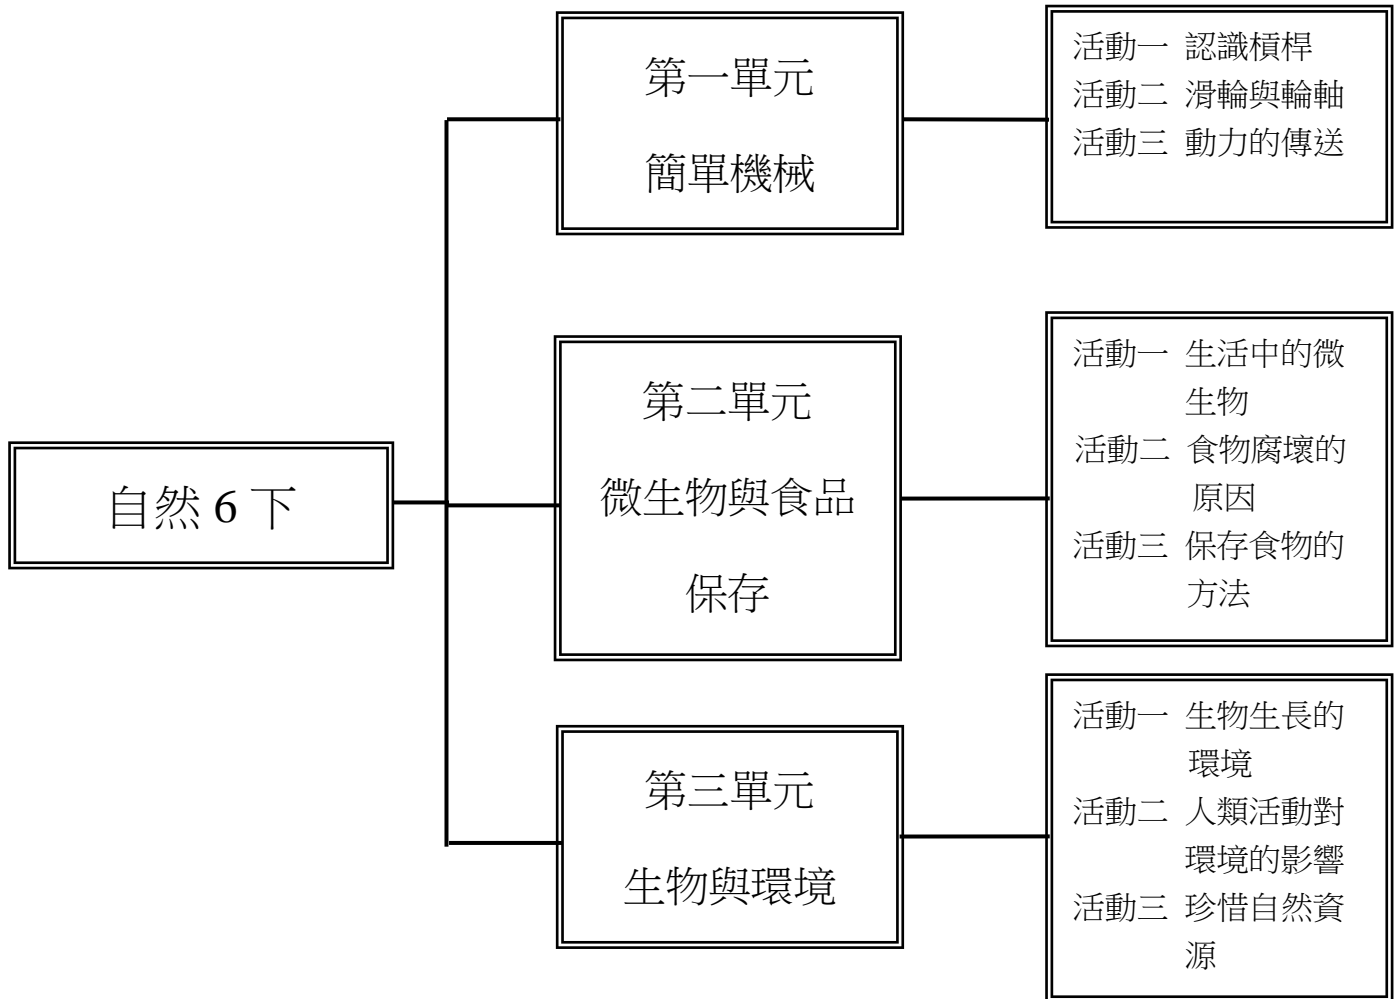 自然 6 下
第一單元
簡單機械
活動一 認識槓桿
活動二 滑輪與輪軸
活動三 動力的傳送
第二單元
微生物與食品
保存
活動一 生活中的微
生物
活動二 食物腐壞的
原因
活動三 保存食物的
方法
第三單元
生物與環境
活動一 生物生長的
環境
活動二 人類活動對
環境的影響
活動三 珍惜自然資
源